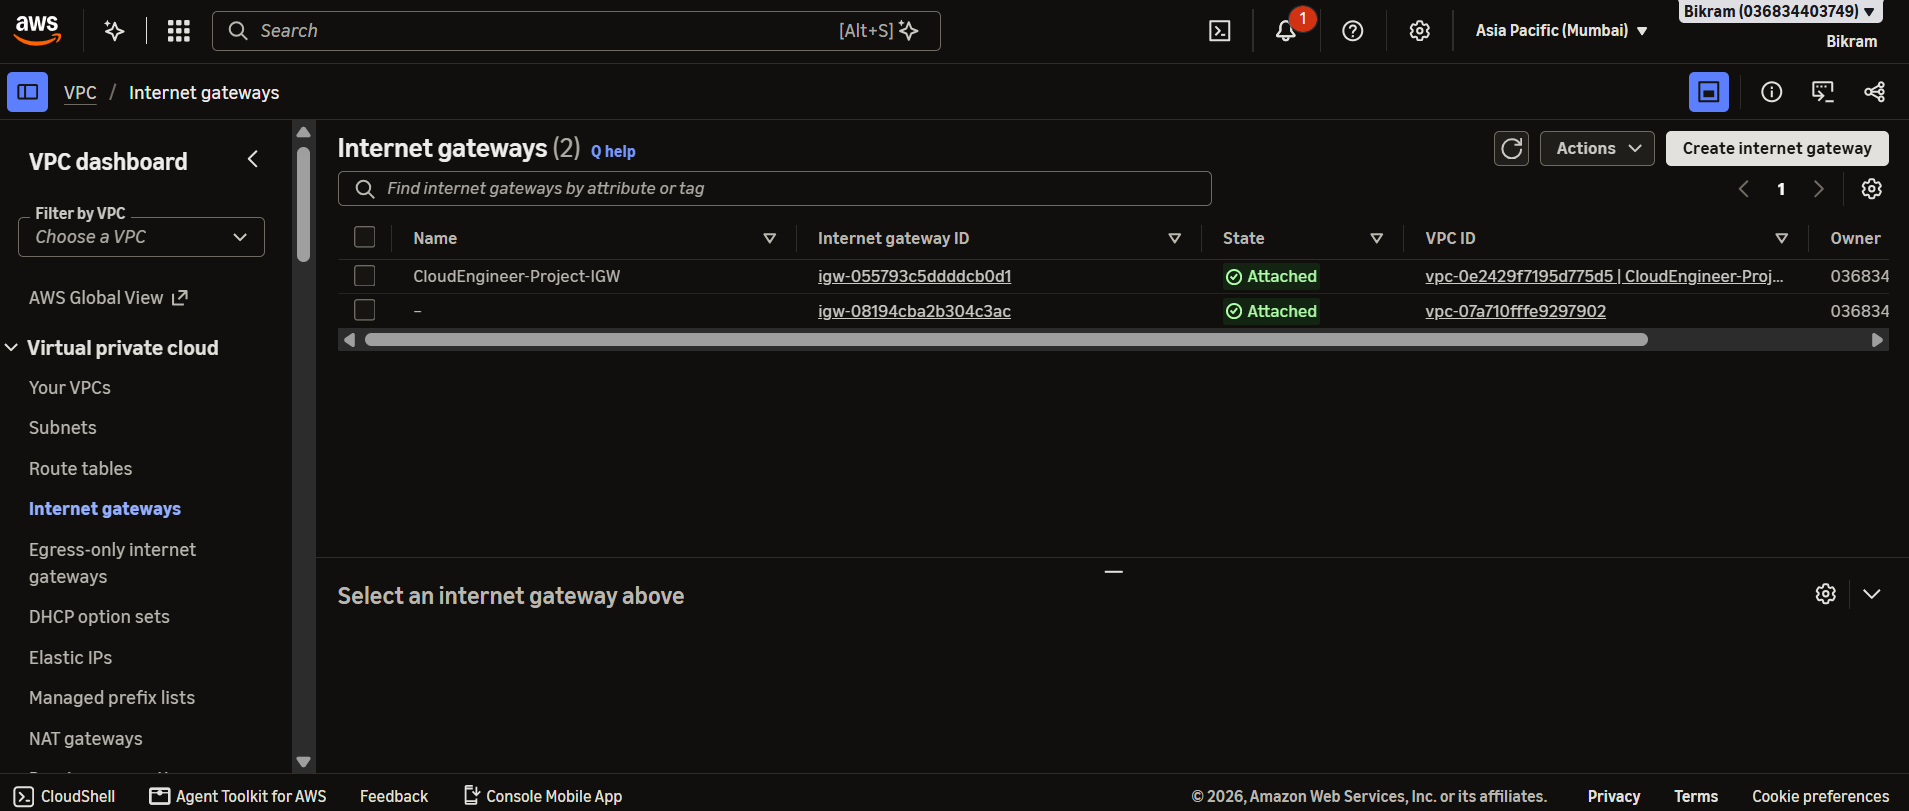 aws
Search [Alt+S]
1
Asia Pacific (Mumbai)
Bikram (036834403749)
Bikram
VPC / Internet gateways
VPC dashboard
Filter by VPC
Choose a VPC
AWS Global View
Virtual private cloud
Your VPCs
Subnets
Route tables
Internet gateways
Egress-only internet
gateways
DHCP option sets
Elastic IPs
Managed prefix lists
NAT gateways
Internet gateways (2) Q help
Actions
Create internet gateway
Find internet gateways by attribute or tag
1
Name Internet gateway ID State VPC ID Owner
CloudEngineer-Project-IGW igw-055793c5ddddcb0d1 Attached vpc-0e2429f7195d775d5 | CloudEngineer-Proj... 036834
– igw-08194cba2b304c3ac Attached vpc-07a710fffe9297902 036834
Select an internet gateway above
CloudShell Agent Toolkit for AWS Feedback Console Mobile App © 2026, Amazon Web Services, Inc. or its affiliates. Privacy Terms Cookie preferences